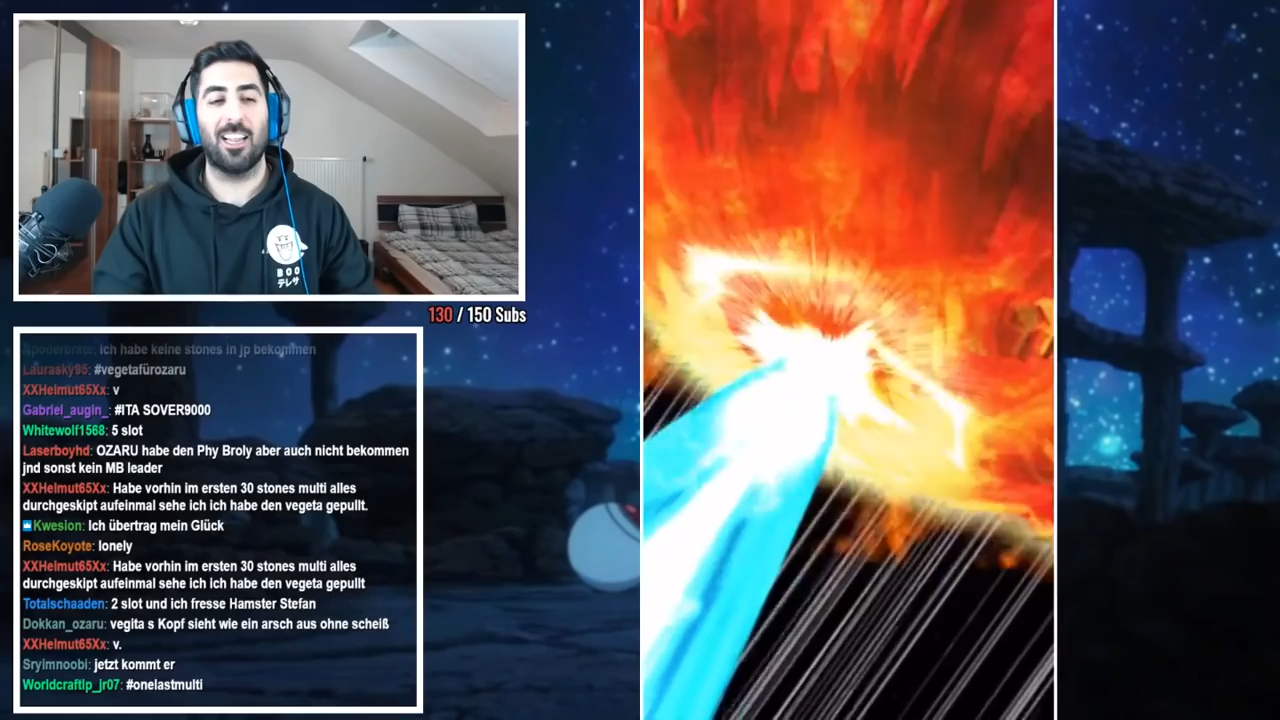 BOO
テレサ
130 / 150 Subs
ich habe keine stones in jp bekommen
Laurasky95: #vegetafürozaru
XXHelmut65Xx: v
Gabriel_augin_: #ITA SOVER9000
Whitewolf1568: 5 slot
Laserboyhd: OZARU habe den Phy Broly aber auch nicht bekommen
jnd sonst kein MB leader
XXHelmut65Xx: Habe vorhin im ersten 30 stones multi alles
durchgeskipt aufeinmal sehe ich ich habe den vegeta gepullt.
Kwesion: Ich übertrag mein Glück
RoseKoyote: lonely
XXHelmut65Xx: Habe vorhin im ersten 30 stones multi alles
durchgeskipt aufeinmal sehe ich ich habe den vegeta gepullt
Totalschaaden: 2 slot und ich fresse Hamster Stefan
Dokkan_ozaru: vegita s Kopf sieht wie ein arsch aus ohne scheiß
XXHelmut65Xx: v.
Sryimnoobi: jetzt kommt er
Worldcraftlp_jr07: #onelastmulti